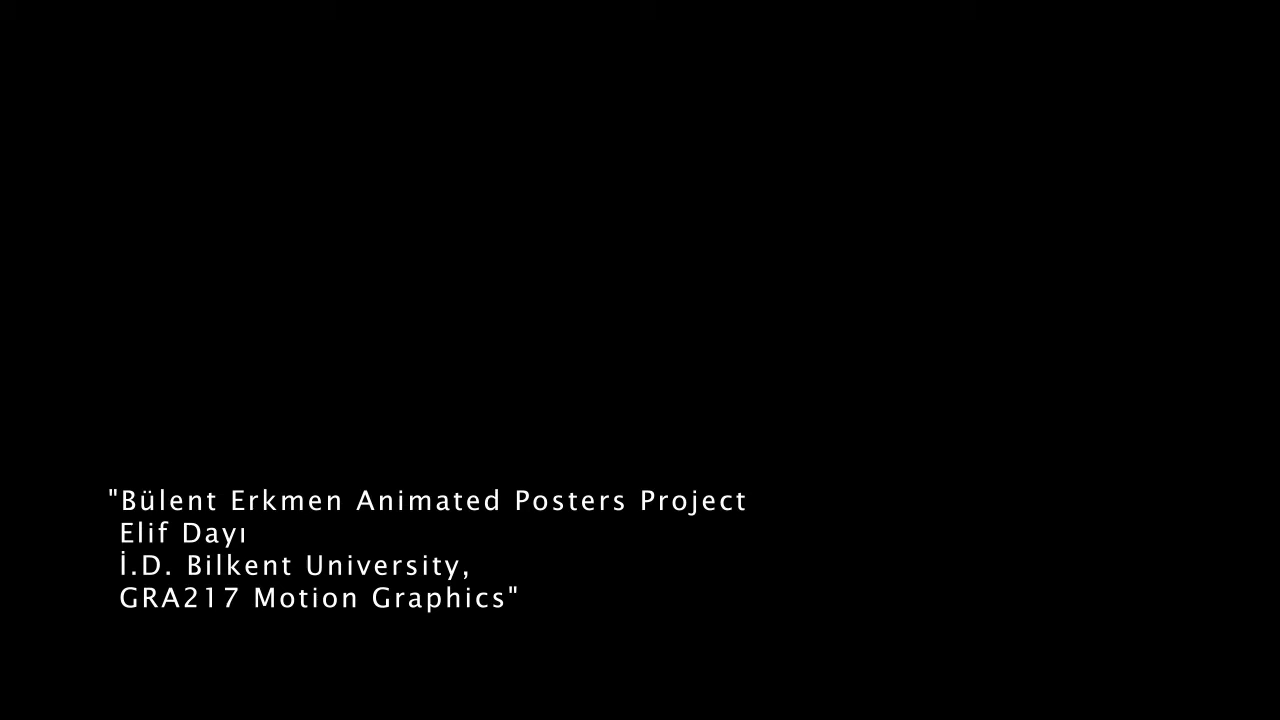 "Bülent Erkmen Animated Posters Project
Elif Dayı
İ.D. Bilkent University,
GRA217 Motion Graphics"